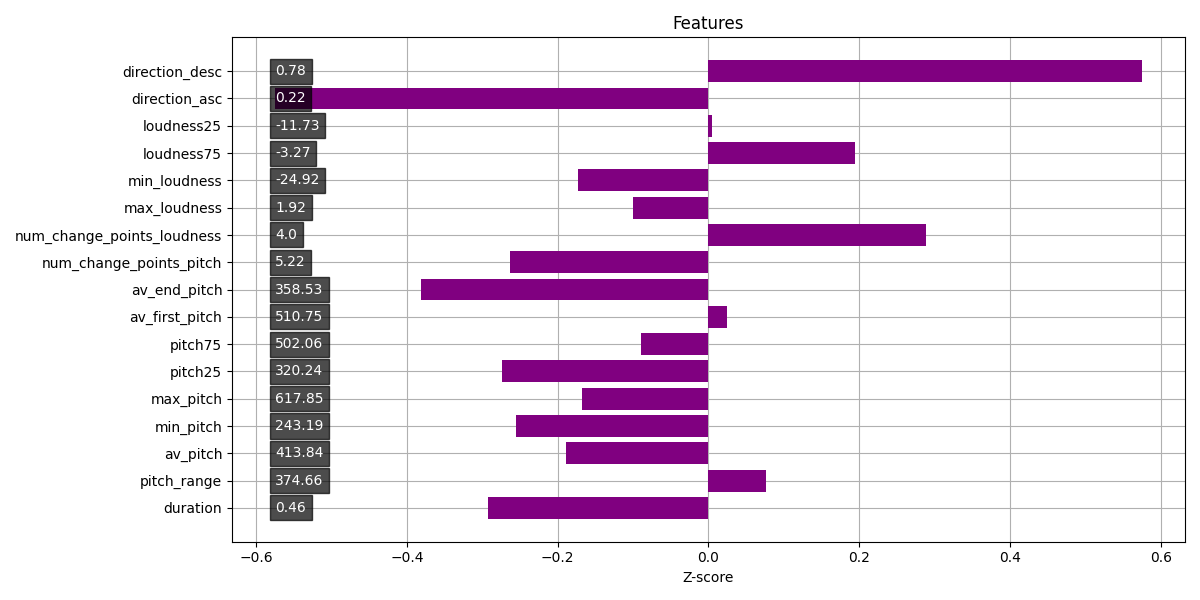 Features
direction_desc 0.78
direction_asc 0.22
loudness25 -11.73
loudness75 -3.27
min_loudness -24.92
max_loudness 1.92
num_change_points_loudness 4.0
num_change_points_pitch 5.22
av_end_pitch 358.53
av_first_pitch 510.75
pitch75 502.06
pitch25 320.24
max_pitch 617.85
min_pitch 243.19
av_pitch 413.84
pitch_range 374.66
duration 0.46
−0.6 −0.4 −0.2 0.0 0.2 0.4 0.6
Z-score